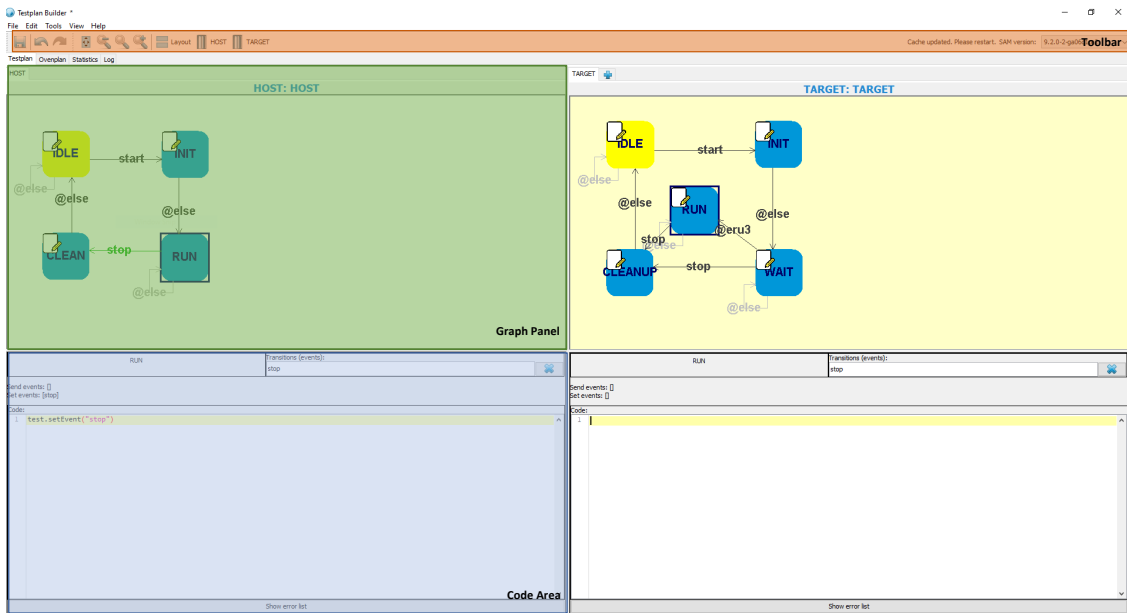 Testplan Builder *
File Edit Tools View Help
Layout HOST TARGET Cache updated. Please restart. SAM version: Toolbar
Testplan Ovenplan Statistics Log
HOST
HOST: HOST
IDLE
start
INIT
@else
@else
@else
CLEAN
stop
RUN
@else
Graph Panel
TARGET
TARGET: TARGET
IDLE
start
INIT
@else
@else
RUN
@else
@eru3
stop
@else
CLEANUP
stop
WAIT
@else
RUN
Transitions (events):
stop
Send events: []
Set events: [stop]
Code:
1 test.setEvent("stop")
Code Area
Show error list
RUN
Transitions (events):
stop
Send events: []
Set events: []
Code:
1
Show error list